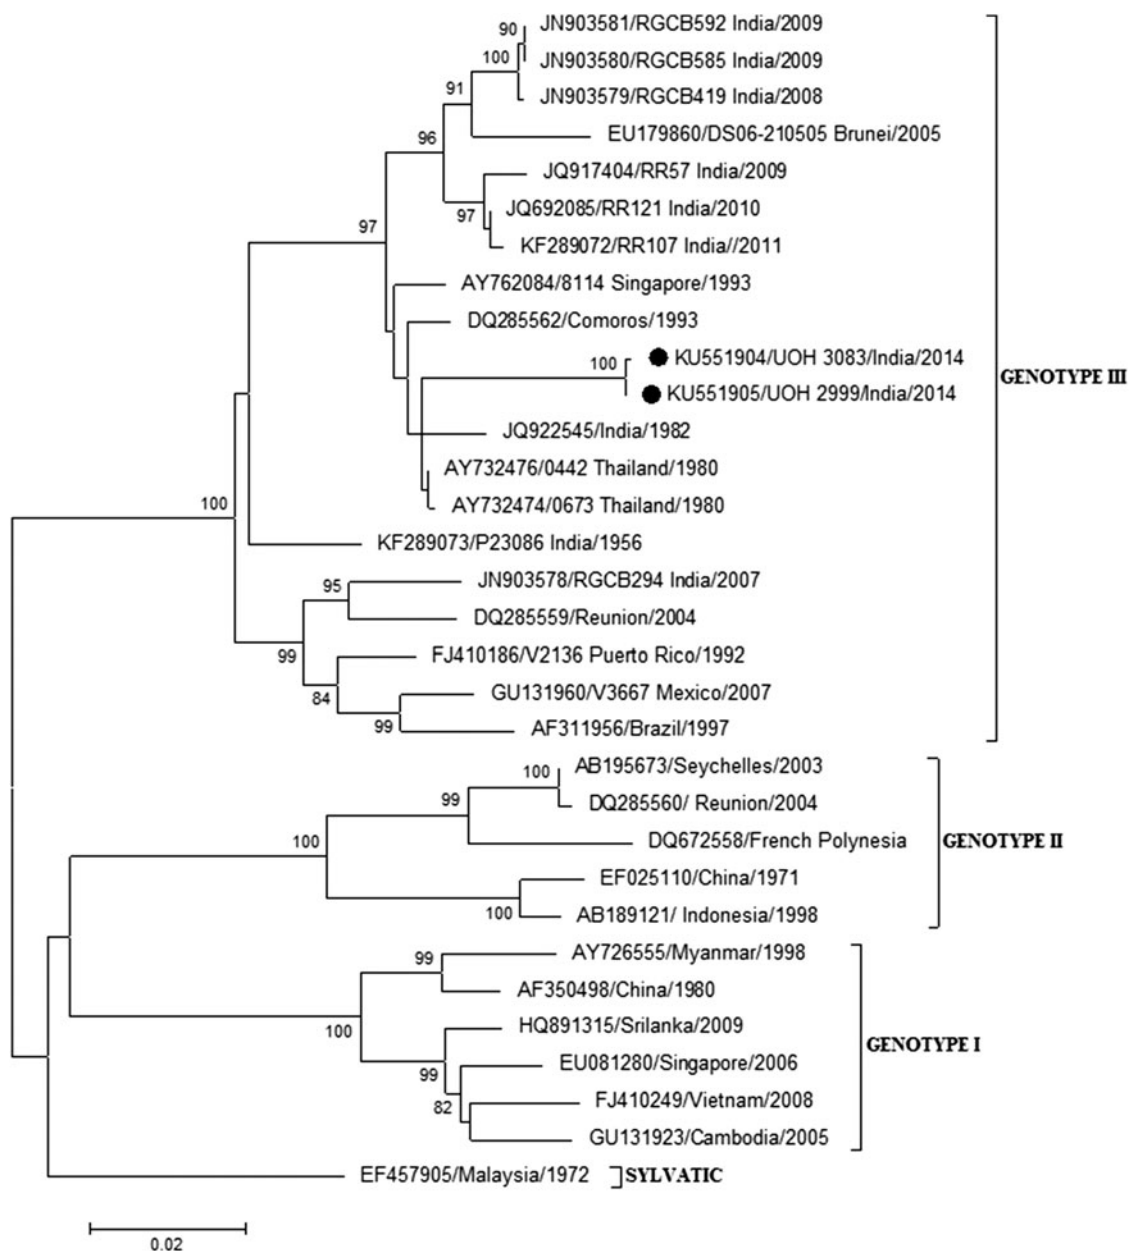 90
JN903581/RGCB592 India/2009
JN903580/RGCB585 India/2009
100
JN903579/RGCB419 India/2008
91
EU179860/DS06-210505 Brunei/2005
96
JQ917404/RR57 India/2009
JQ692085/RR121 India/2010
97
KF289072/RR107 India//2011
97
AY762084/8114 Singapore/1993
DQ285562/Comoros/1993
KU551904/UOH 3083/India/2014
100
GENOTYPE III
KU551905/UOH 2999/India/2014
JQ922545/India/1982
AY732476/0442 Thailand/1980
AY732474/0673 Thailand/1980
100
KF289073/P23086 India/1956
JN903578/RGCB294 India/2007
95
DQ285559/Reunion/2004
99
FJ410186/V2136 Puerto Rico/1992
84
GU131960/V3667 Mexico/2007
99
AF311956/Brazil/1997
AB195673/Seychelles/2003
100
99
DQ285560/ Reunion/2004
100
DQ672558/French Polynesia
GENOTYPE II
EF025110/China/1971
100
AB189121/ Indonesia/1998
AY726555/Mymanmar/1998
99
AF350498/China/1980
100
HQ891315/Srilanka/2009
GENOTYPE I
99
EU081280/Singapore/2006
82
FJ410249/Vietnam/2008
GU131923/Cambodia/2005
EF457905/Malaysia/1972
SYLVATIC
0.02